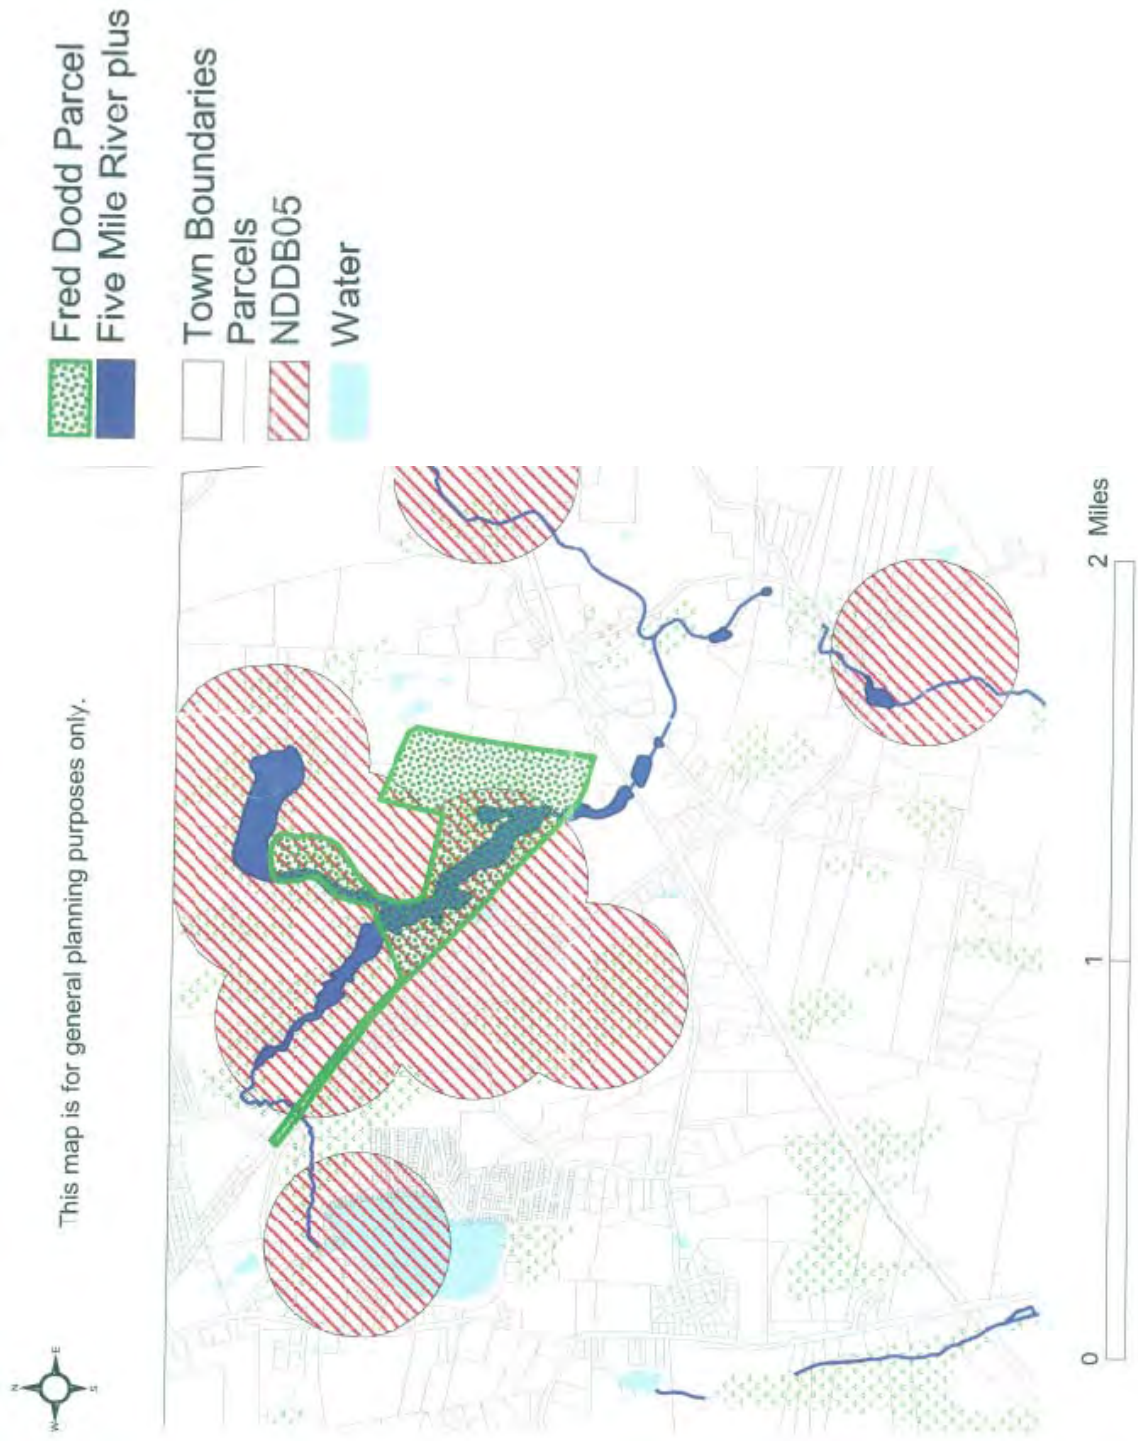 Fred Dodd Parcel
Five Mile River plus
Town Boundaries
Parcels
NDDB05
Water
This map is for general planning purposes only.
N
W
E
S
0
1
2 Miles